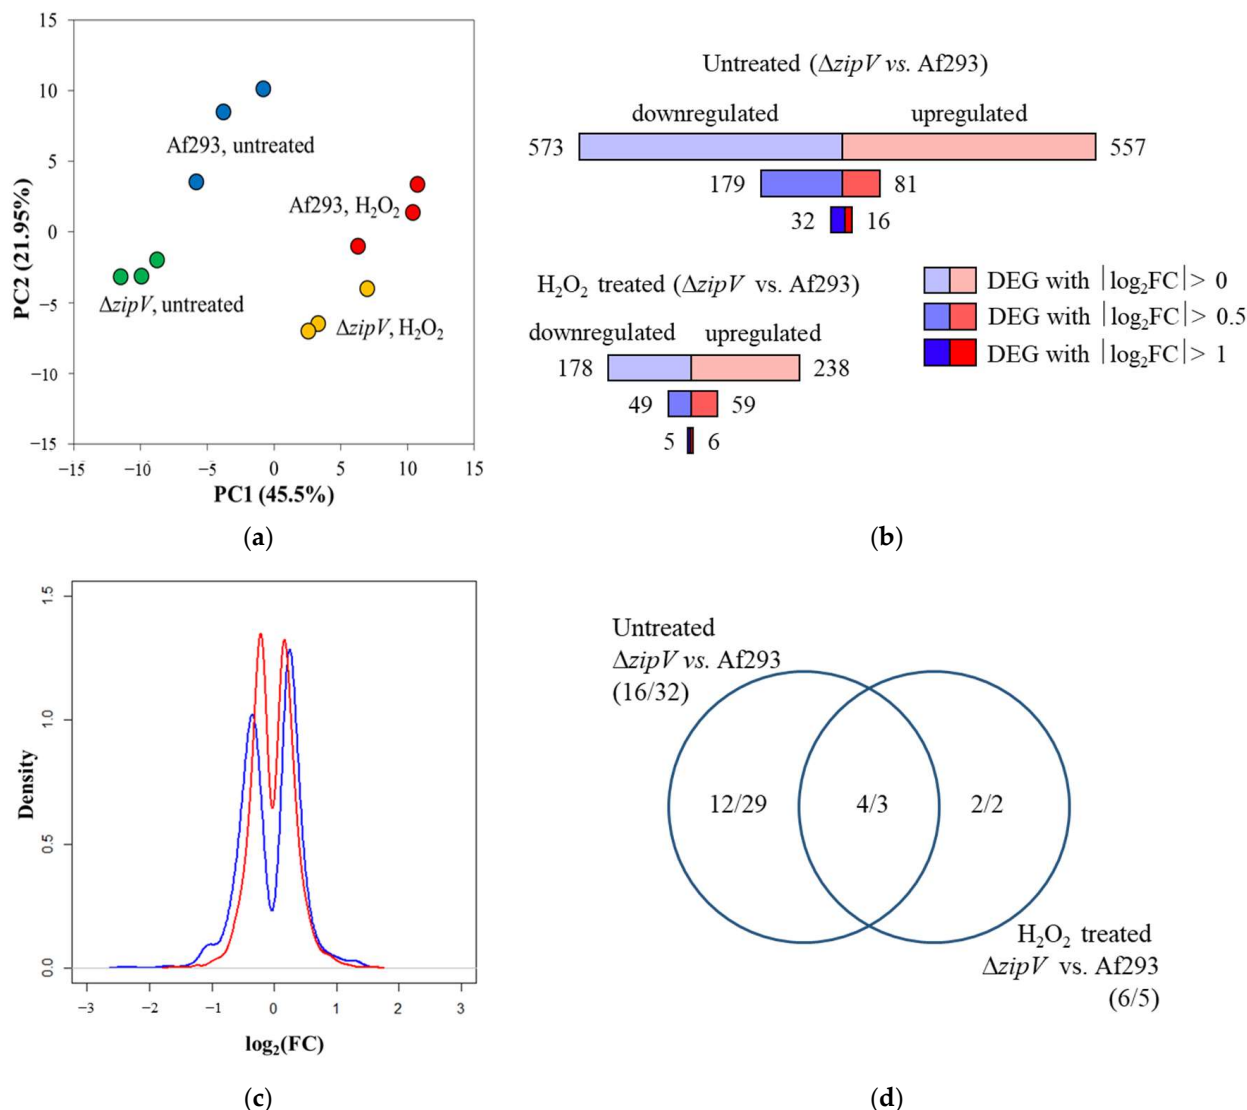 15
10
5
0
−5
−10
−15
−15
−10
−5
0
5
10
15
PC2 (21.95%)
PC1 (45.5%)
Af293, untreated
Af293, H₂O₂
ΔzipV, untreated
ΔzipV, H₂O₂
(a)
Untreated (ΔzipV vs. Af293)
downregulated upregulated
573 557
179 81
32 16
H₂O₂ treated (ΔzipV vs. Af293)
downregulated upregulated
178 238
49 59
5 6
DEG with |log₂FC|> 0
DEG with |log₂FC|> 0.5
DEG with |log₂FC|> 1
(b)
1.5
1.0
0.5
0.0
Density
−3 −2 −1 0 1 2 3
log₂(FC)
(c)
Untreated
ΔzipV vs. Af293
(16/32)
12/29 4/3 2/2
H₂O₂ treated
ΔzipV vs. Af293
(6/5)
(d)